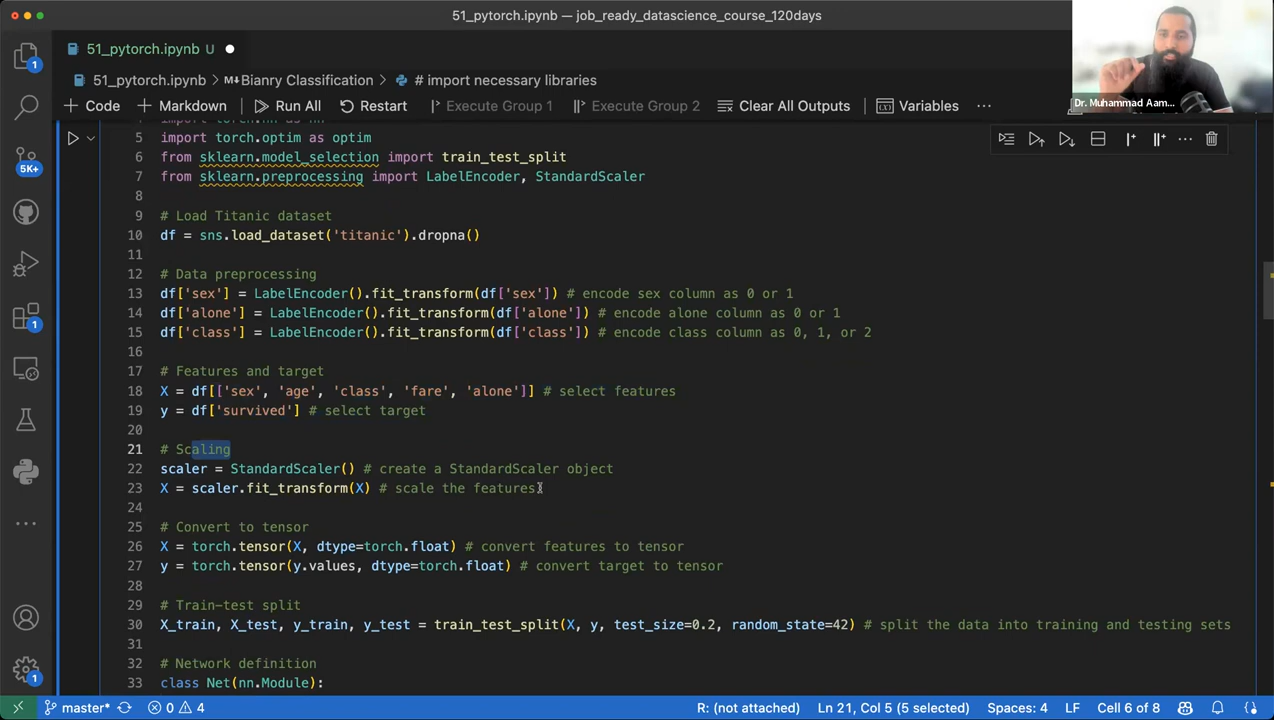 51_pytorch.ipynb — job_ready_datascience_course_120days
51_pytorch.ipynb U
51_pytorch.ipynb > M↓Bianry Classification > # import necessary libraries
+ Code + Markdown Run All Restart Execute Group 1 Execute Group 2 Clear All Outputs Variables ...
Dr. Muhammad Aam...
1
5K+
1
1
5 import torch.optim as optim
6 from sklearn.model_selection import train_test_split
7 from sklearn.preprocessing import LabelEncoder, StandardScaler
8
9 # Load Titanic dataset
10 df = sns.load_dataset('titanic').dropna()
11
12 # Data preprocessing
13 df['sex'] = LabelEncoder().fit_transform(df['sex']) # encode sex column as 0 or 1
14 df['alone'] = LabelEncoder().fit_transform(df['alone']) # encode alone column as 0 or 1
15 df['class'] = LabelEncoder().fit_transform(df['class']) # encode class column as 0, 1, or 2
16
17 # Features and target
18 X = df[['sex', 'age', 'class', 'fare', 'alone']] # select features
19 y = df['survived'] # select target
20
21 # Scaling
22 scaler = StandardScaler() # create a StandardScaler object
23 X = scaler.fit_transform(X) # scale the features
24
25 # Convert to tensor
26 X = torch.tensor(X, dtype=torch.float) # convert features to tensor
27 y = torch.tensor(y.values, dtype=torch.float) # convert target to tensor
28
29 # Train-test split
30 X_train, X_test, y_train, y_test = train_test_split(X, y, test_size=0.2, random_state=42) # split the data into training and testing sets
31
32 # Network definition
33 class Net(nn.Module):
master* 0 4 R: (not attached) Ln 21, Col 5 (5 selected) Spaces: 4 LF Cell 6 of 8